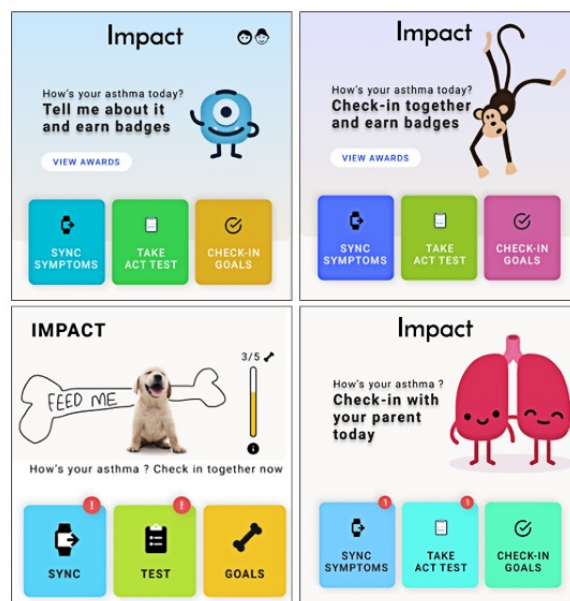 Impact
How's your asthma today?
Tell me about it
and earn badges
VIEW AWARDS
SYNC
SYMPTOMS
TAKE
ACT TEST
CHECK-IN
GOALS
Impact
How's your asthma today?
Check-in together
and earn badges
VIEW AWARDS
SYNC
SYMPTOMS
TAKE
ACT TEST
CHECK-IN
GOALS
IMPACT
3/5
FEED ME
How's your asthma ? Check in together now
!
!
SYNC
TEST
GOALS
Impact
How's your asthma ?
Check-in with
your parent
today
1
1
SYNC
SYMPTOMS
TAKE
ACT TEST
CHECK-IN
GOALS